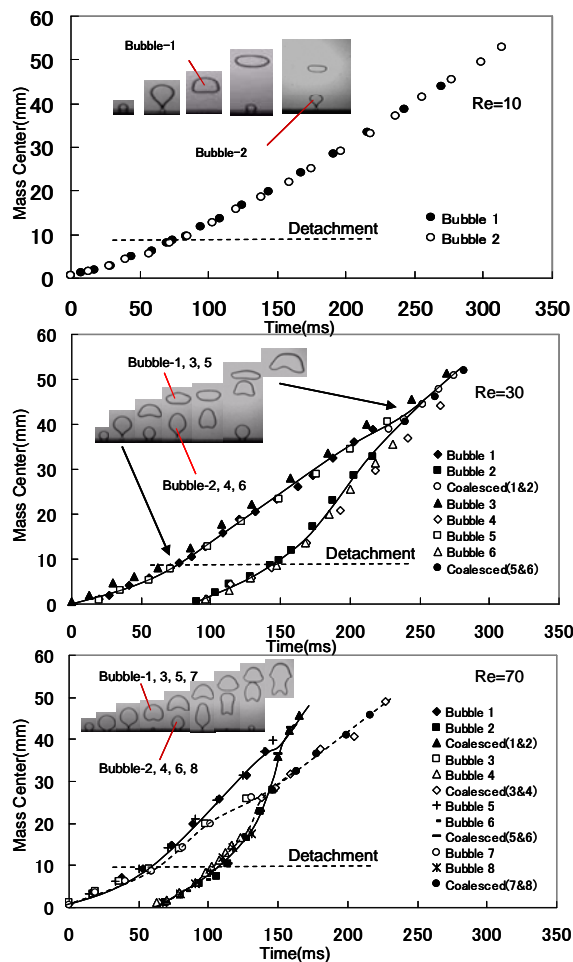 60
50
40
30
20
10
0
Mass Center(mm)
Bubble-1
Bubble-2
Re=10
Detachment
Bubble 1
Bubble 2
0 50 100 150 200 250 300 350
Time(ms)
60
50
40
30
20
10
0
Mass Center(mm)
Bubble-1, 3, 5
Bubble-2, 4, 6
Re=30
Detachment
Bubble 1
Bubble 2
Coalesced(1&2)
Bubble 3
Bubble 4
Bubble 5
Bubble 6
Coalesced(5&6)
0 50 100 150 200 250 300 350
Time(ms)
60
50
40
30
20
10
0
Mass Center(mm)
Bubble-1, 3, 5, 7
Bubble-2, 4, 6, 8
Re=70
Detachment
Bubble 1
Bubble 2
Coalesced(1&2)
Bubble 3
Bubble 4
Coalesced(3&4)
Bubble 5
Bubble 6
Coalesced(5&6)
Bubble 7
Bubble 8
Coalesced(7&8)
0 50 100 150 200 250 300 350
Time(ms)